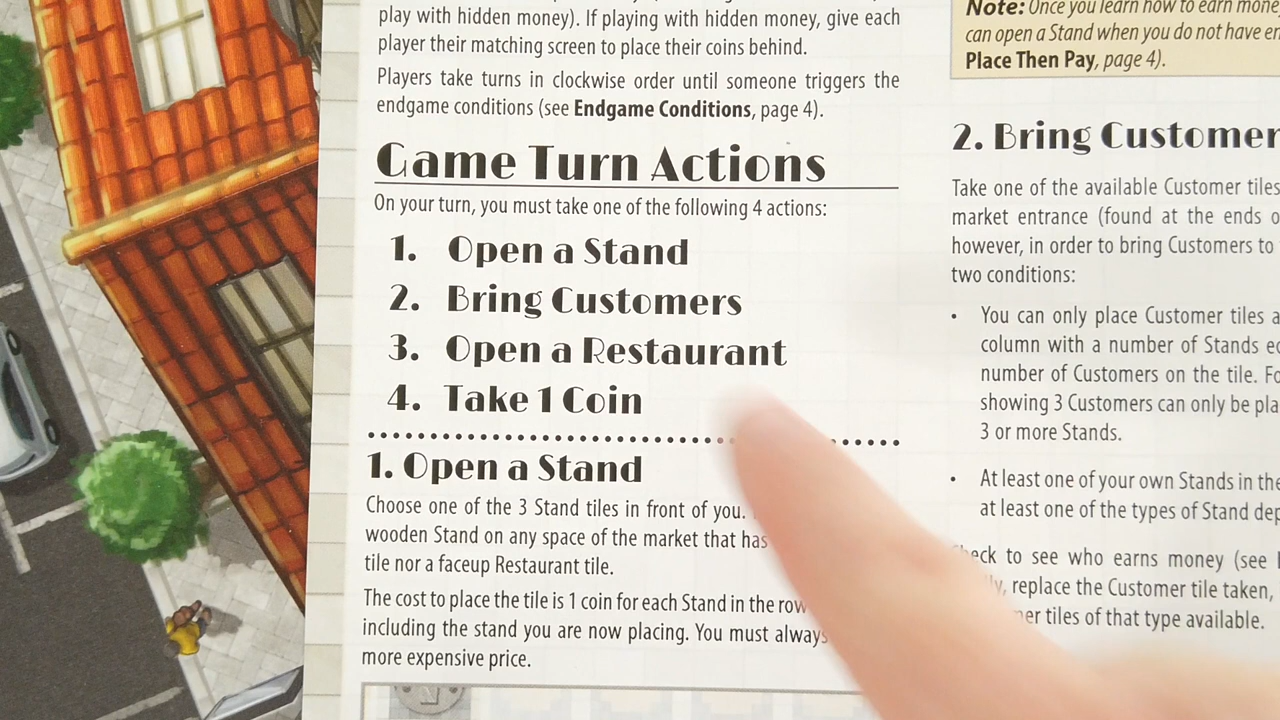 play with hidden money). If playing with hidden money, give each
player their matching screen to place their coins behind.
Players take turns in clockwise order until someone triggers the
endgame conditions (see Endgame Conditions, page 4).
Game Turn Actions
On your turn, you must take one of the following 4 actions:
1. Open a Stand
2. Bring Customers
3. Open a Restaurant
4. Take 1 Coin
1. Open a Stand
Choose one of the 3 Stand tiles in front of you.
wooden Stand on any space of the market that has
tile nor a faceup Restaurant tile.
The cost to place the tile is 1 coin for each Stand in the row
including the stand you are now placing. You must always
more expensive price.
Note: Once you learn how to earn
can open a Stand when you do not have
Place Then Pay, page 4).
2. Bring Customer
Take one of the available Customer tiles
market entrance (found at the ends
however, in order to bring Customers to
two conditions:
• You can only place Customer tiles
column with a number of Stands
number of Customers on the tile.
showing 3 Customers can only be
3 or more Stands.
• At least one of your own Stands in the
at least one of the types of Stand
to see who earns money (see
replace the Customer tile taken,
tiles of that type available.